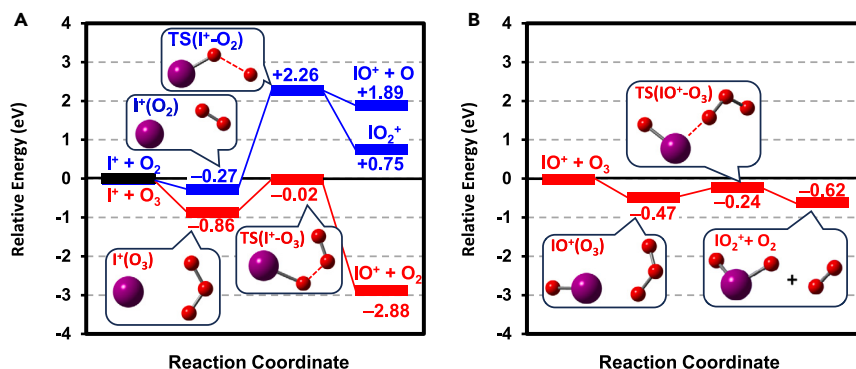 A
Relative Energy (eV)
4
3
2
1
0
-1
-2
-3
-4
TS(I⁺-O₂)
+2.26
IO⁺ + O
+1.89
I⁺(O₂)
IO₂⁺
+0.75
I⁺ + O₂
–0.27
I⁺ + O₃
–0.86
–0.02
I⁺(O₃)
TS(I⁺-O₃)
IO⁺ + O₂
–2.88
Reaction Coordinate
B
Relative Energy (eV)
4
3
2
1
0
-1
-2
-3
-4
TS(IO⁺-O₃)
IO⁺ + O₃
–0.47
–0.24
–0.62
IO⁺(O₃)
IO₂⁺ + O₂
+
Reaction Coordinate